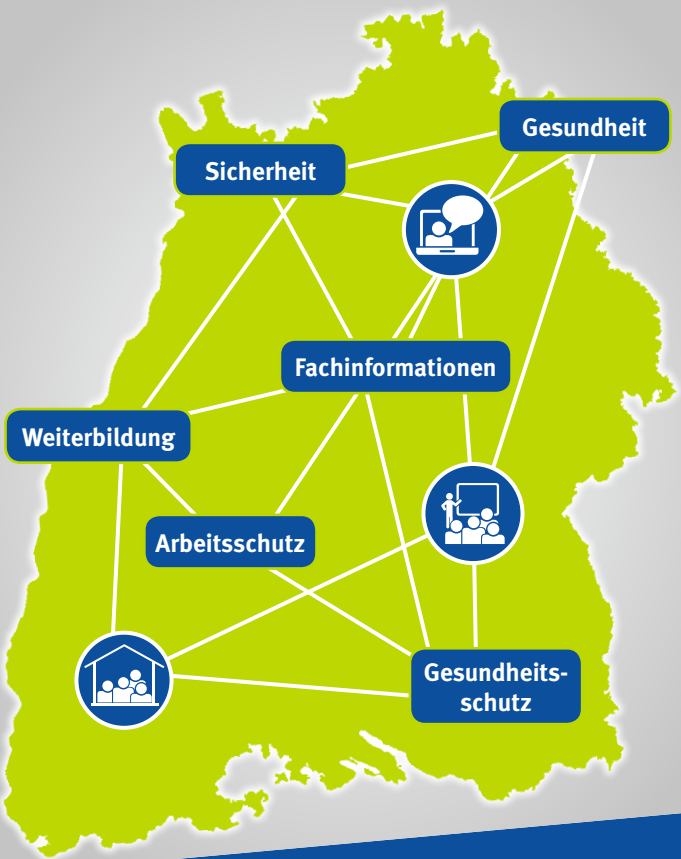 Gesundheit
Sicherheit
Fachinformationen
Weiterbildung
Arbeitsschutz
Gesundheits-
schutz